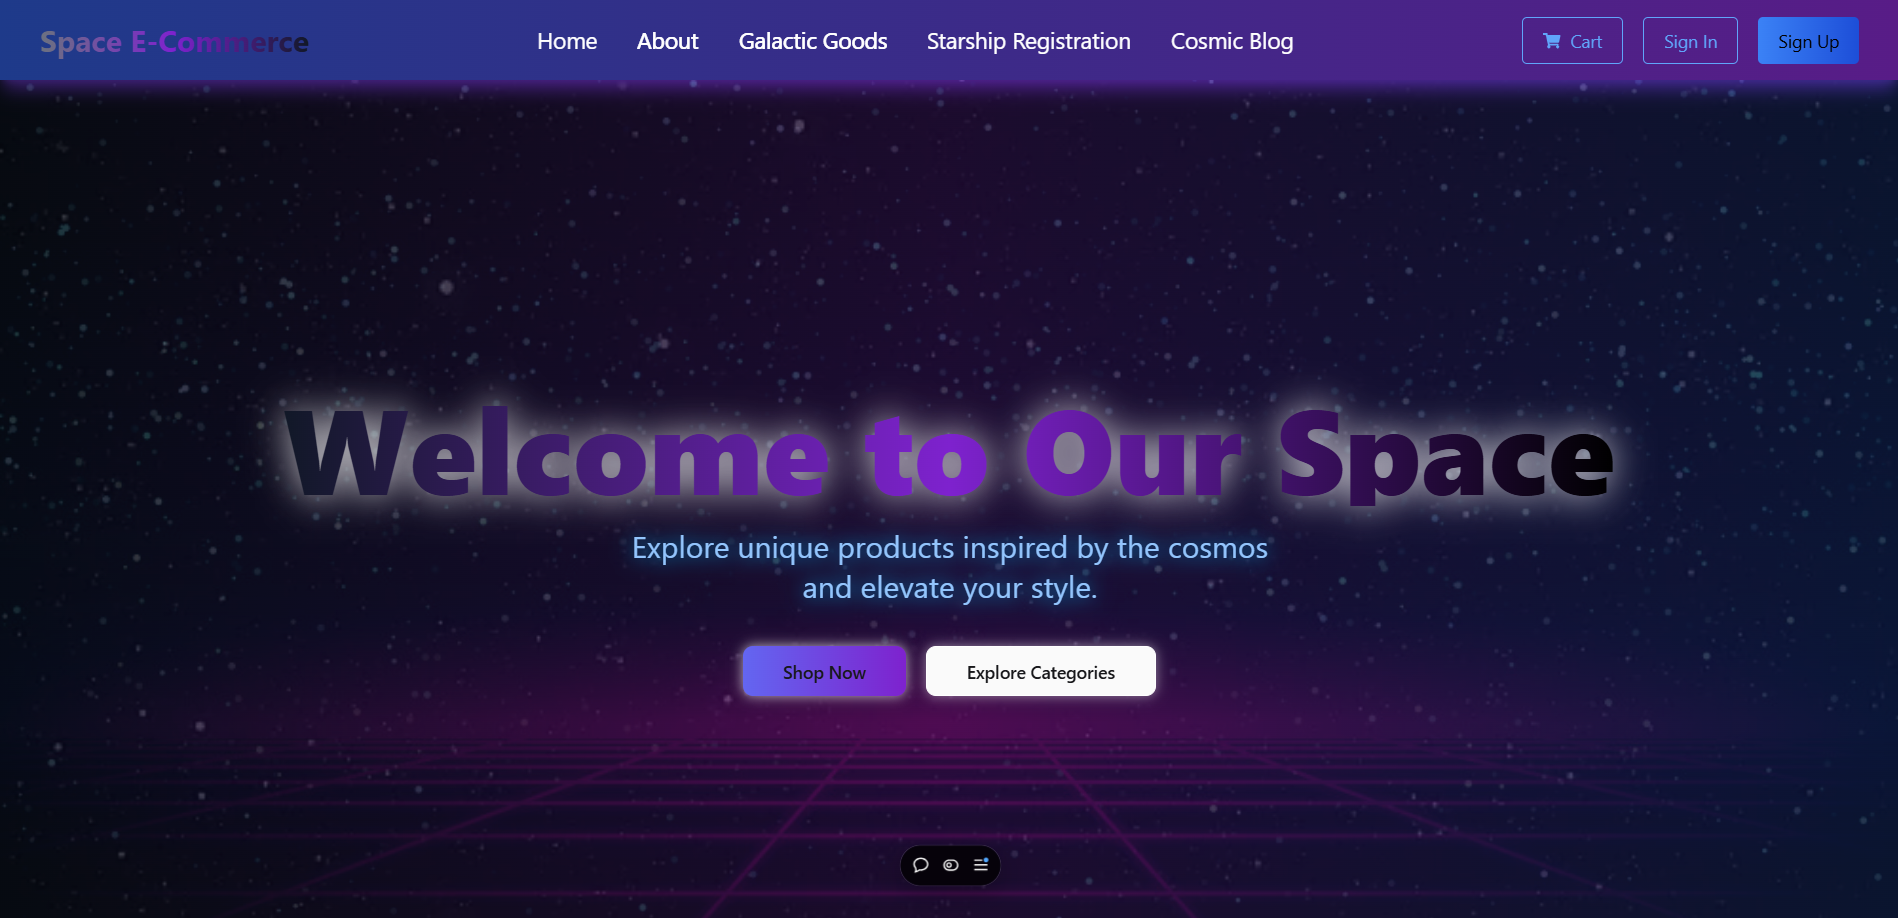 Space E-Commerce
Home
About
Galactic Goods
Starship Registration
Cosmic Blog
Cart
Sign In
Sign Up
Welcome to Our Space
Explore unique products inspired by the cosmos
and elevate your style.
Shop Now
Explore Categories